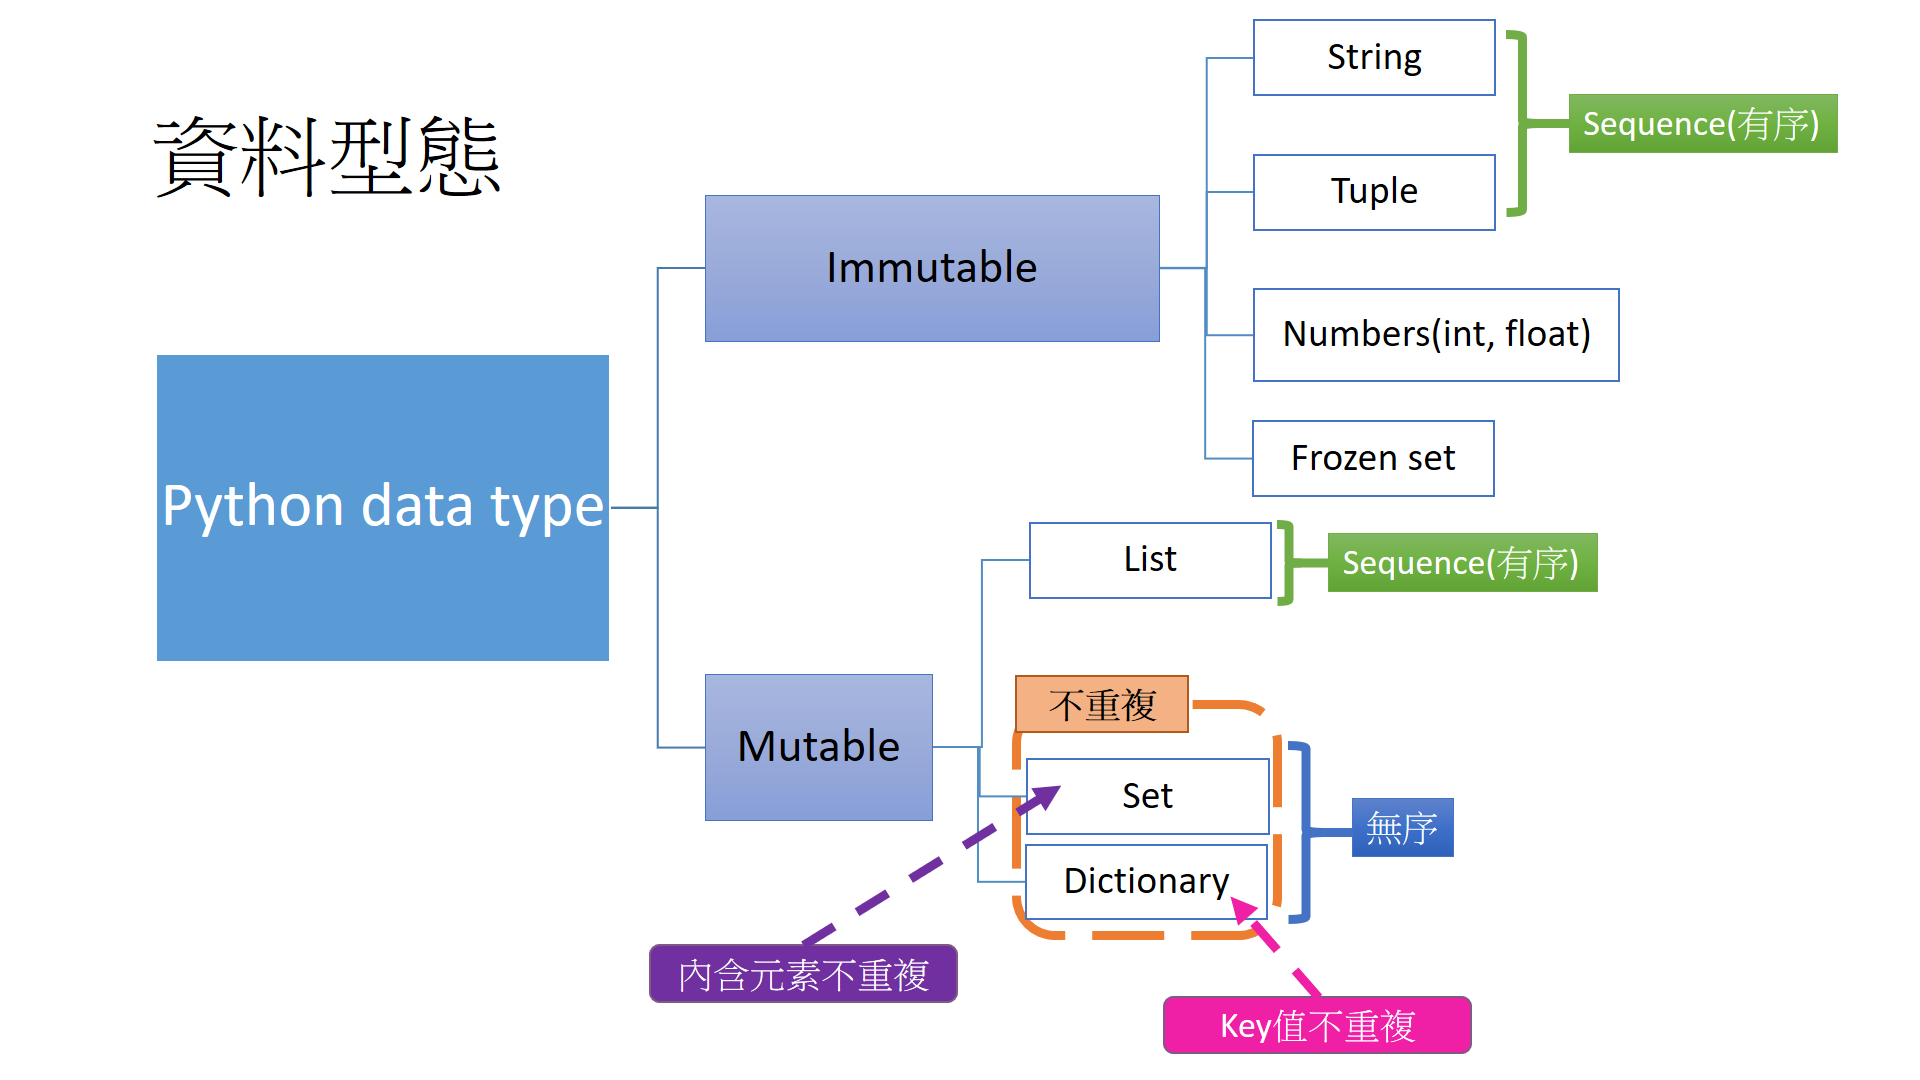 資料型態
Python data type
Immutable
String
Tuple
Sequence(有序)
Numbers(int, float)
Frozen set
Mutable
List
Sequence(有序)
不重複
Set
Dictionary
無序
內含元素不重複
Key值不重複